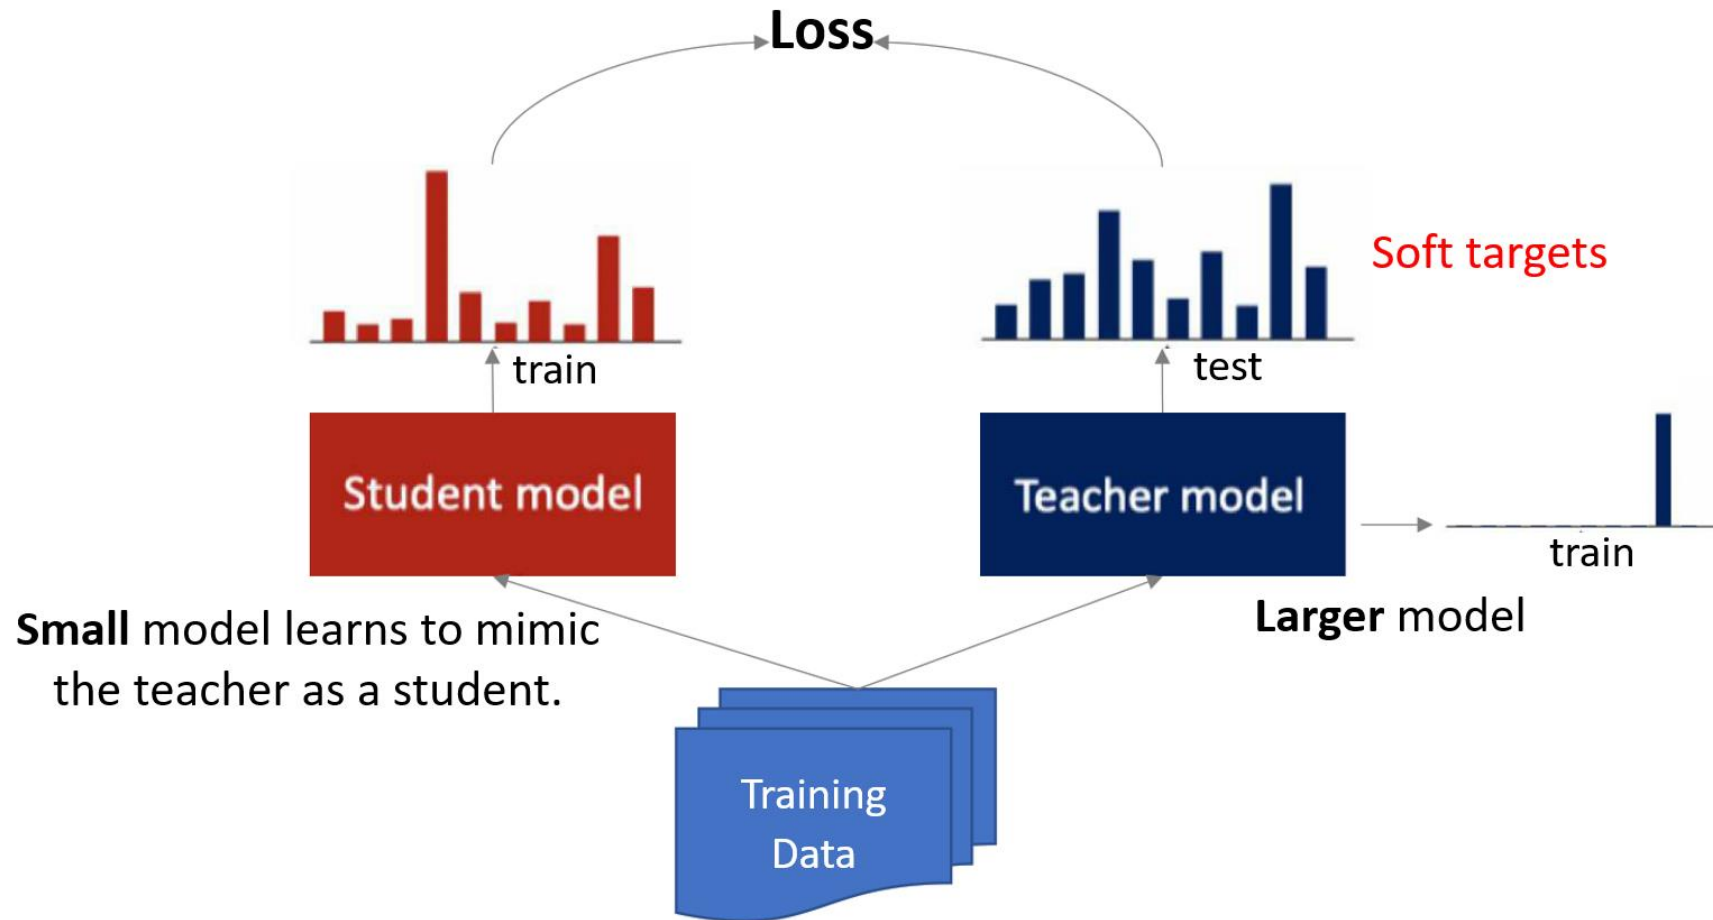 Loss
Soft targets
train
test
Student model
Teacher model
train
Small model learns to mimic
the teacher as a student.
Larger model
Training
Data